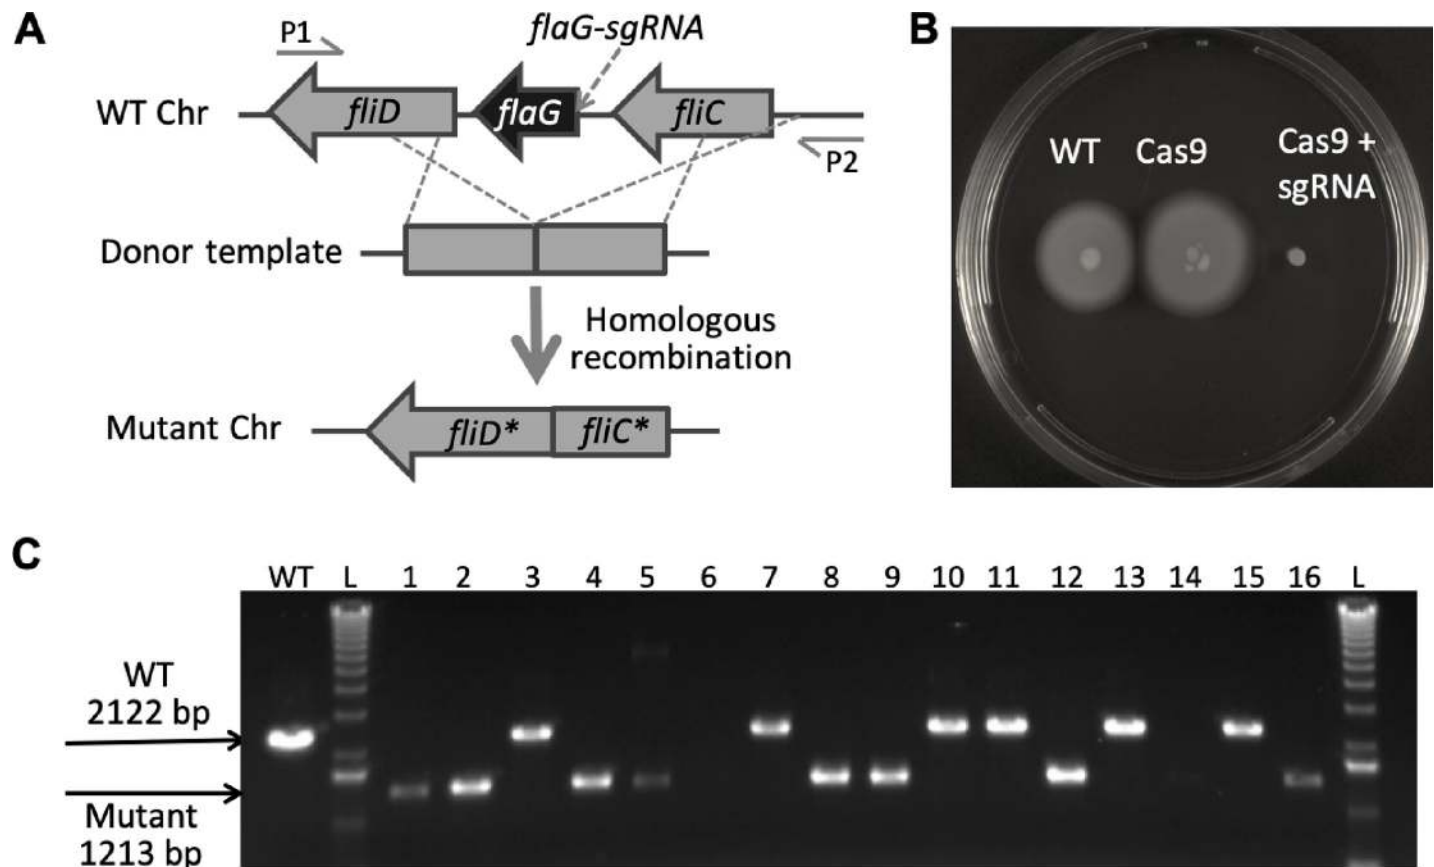 A
P1
flaG-sgRNA
WT Chr
fliD
flaG
fliC
P2
Donor template
Homologous
recombination
Mutant Chr
fliD*
fliC*
B
WT
Cas9
Cas9 +
sgRNA
C
WT L 1 2 3 4 5 6 7 8 9 10 11 12 13 14 15 16 L
WT
2122 bp
Mutant
1213 bp